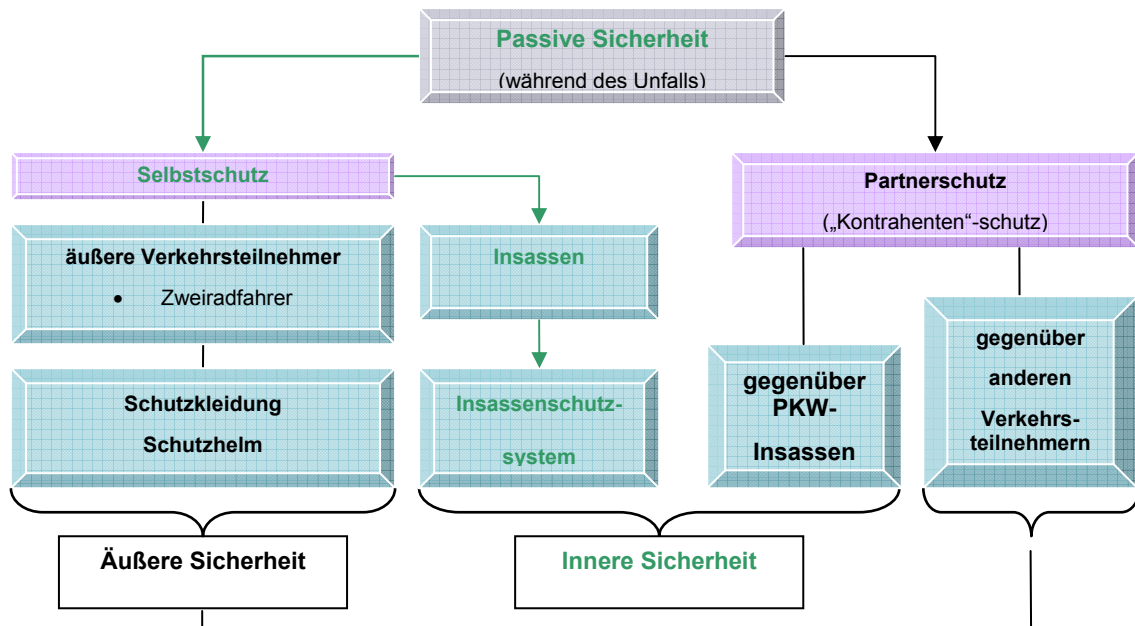 Passive Sicherheit
(während des Unfalls)
Selbstschutz
Partnerschutz
(„Kontrahenten“-schutz)
äußere Verkehrsteilnehmer
• Zweiradfahrer
Insassen
Schutzkleidung
Schutzhelm
Insassenschutz-
system
gegenüber
PKW-
Insassen
gegenüber
anderen
Verkehrs-
teilnehmern
Äußere Sicherheit
Innere Sicherheit